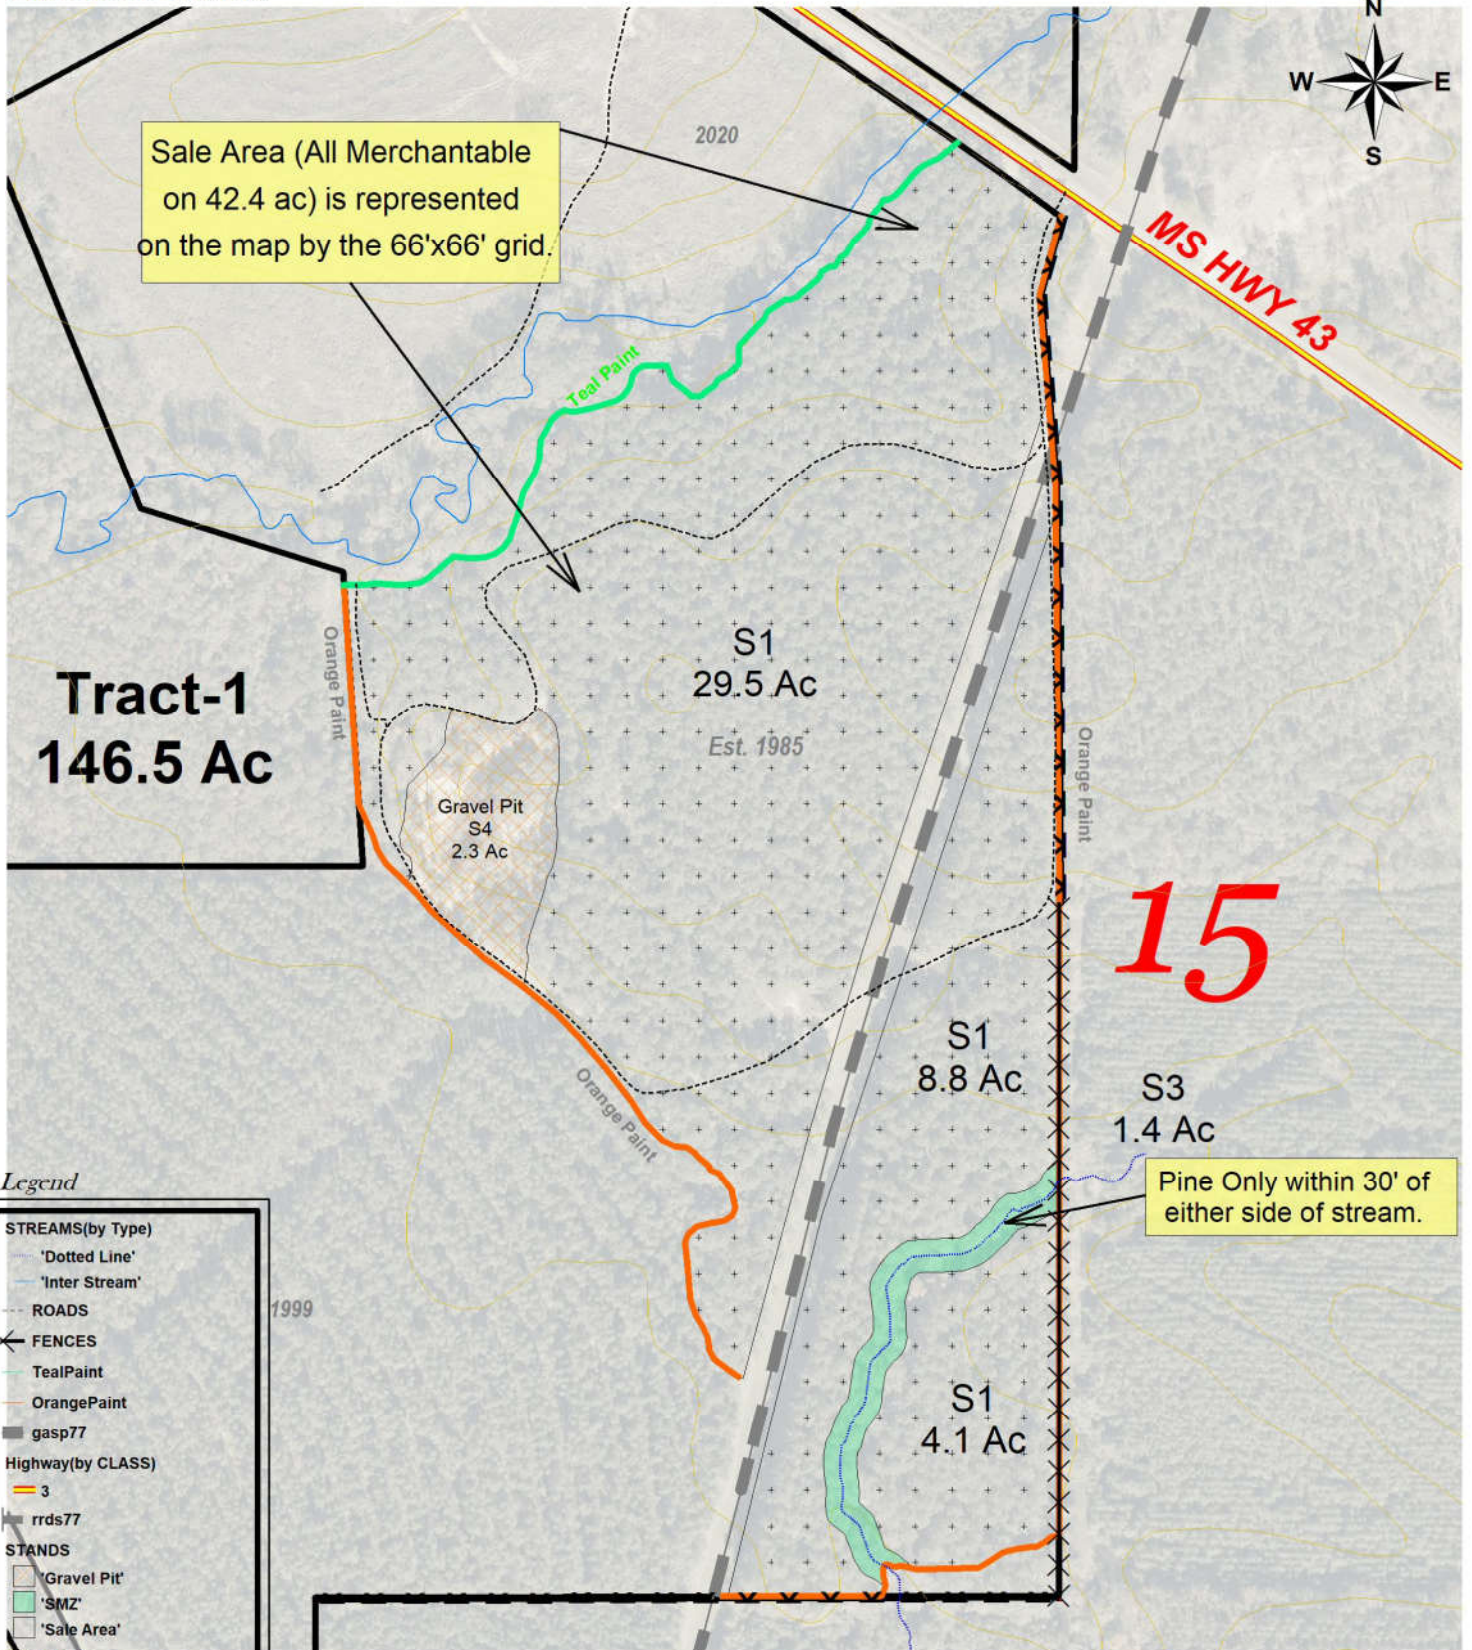 N
W
E
S
2020
Sale Area (All Merchantable
on 42.4 ac) is represented
on the map by the 66'x66' grid.
MS HWY 43
Teal Paint
Orange Paint
Tract-1
146.5 Ac
S1
29.5 Ac
Est. 1985
Orange Paint
Gravel Pit
S4
2.3 Ac
15
S1
8.8 Ac
S3
1.4 Ac
Orange Paint
Pine Only within 30' of
either side of stream.
Legend
STREAMS(by Type)
'Dotted Line'
'Inter Stream'
ROADS
FENCES
TealPaint
OrangePaint
gasp77
Highway(by CLASS)
3
rrds77
STANDS
'Gravel Pit'
'SMZ'
'Sale Area'
1999
S1
4.1 Ac